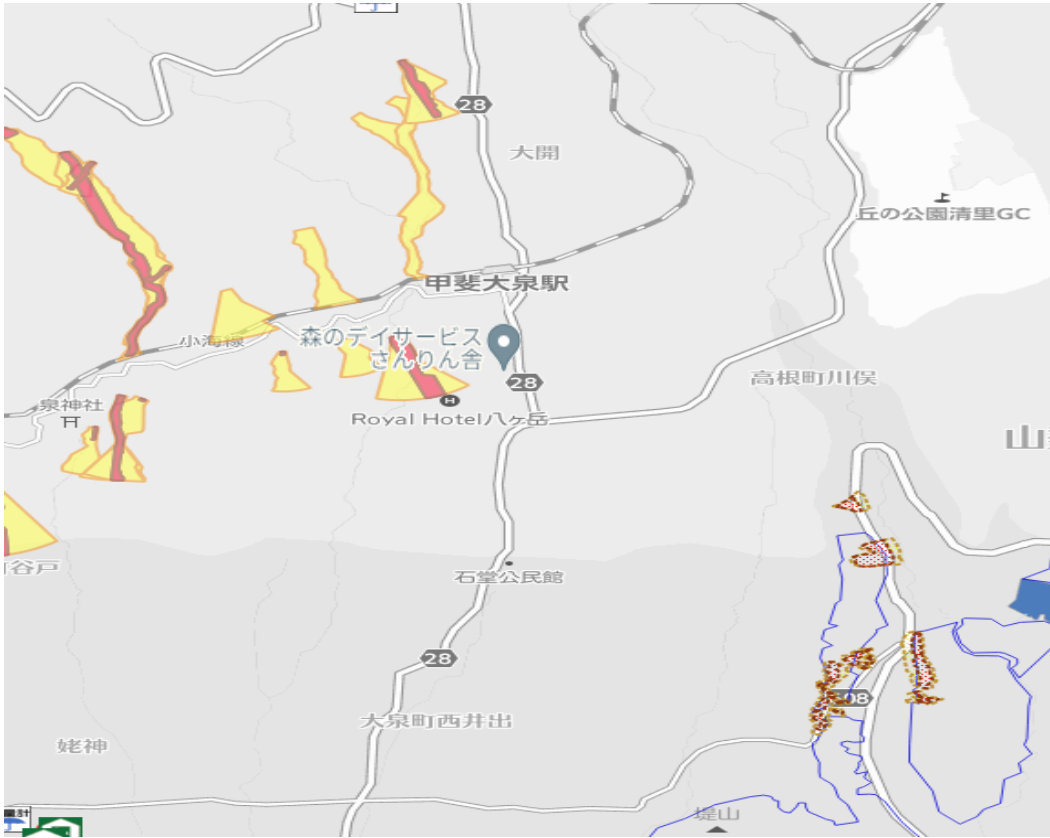 28
大開
丘の公園清里GC
甲斐大泉駅
小海線
森のデイサービス
さんりん舎
28
高根町川俣
泉神社
Royal Hotel八ヶ岳
H
谷戸
石堂公民館
28
大泉町西井出
姥神
堤山